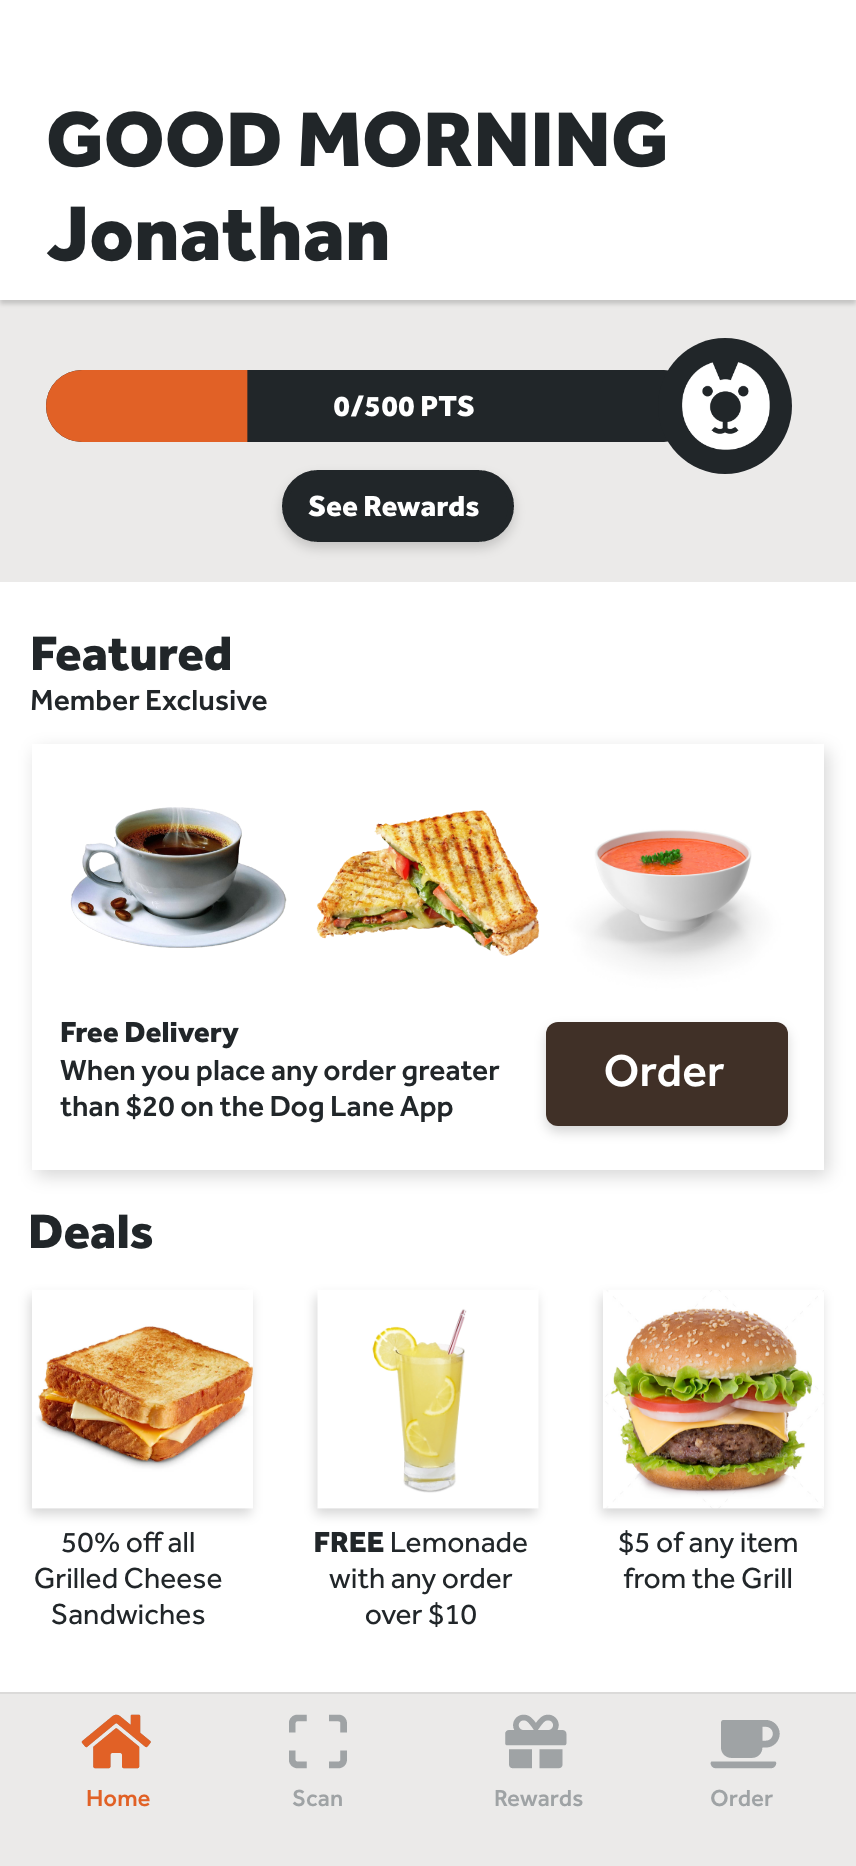 GOOD MORNING
Jonathan
0/500 PTS
See Rewards
Featured
Member Exclusive
Free Delivery
When you place any order greater
than $20 on the Dog Lane App
Order
Deals
50% off all
Grilled Cheese
Sandwiches
FREE Lemonade
with any order
over $10
$5 of any item
from the Grill
Home
Scan
Rewards
Order